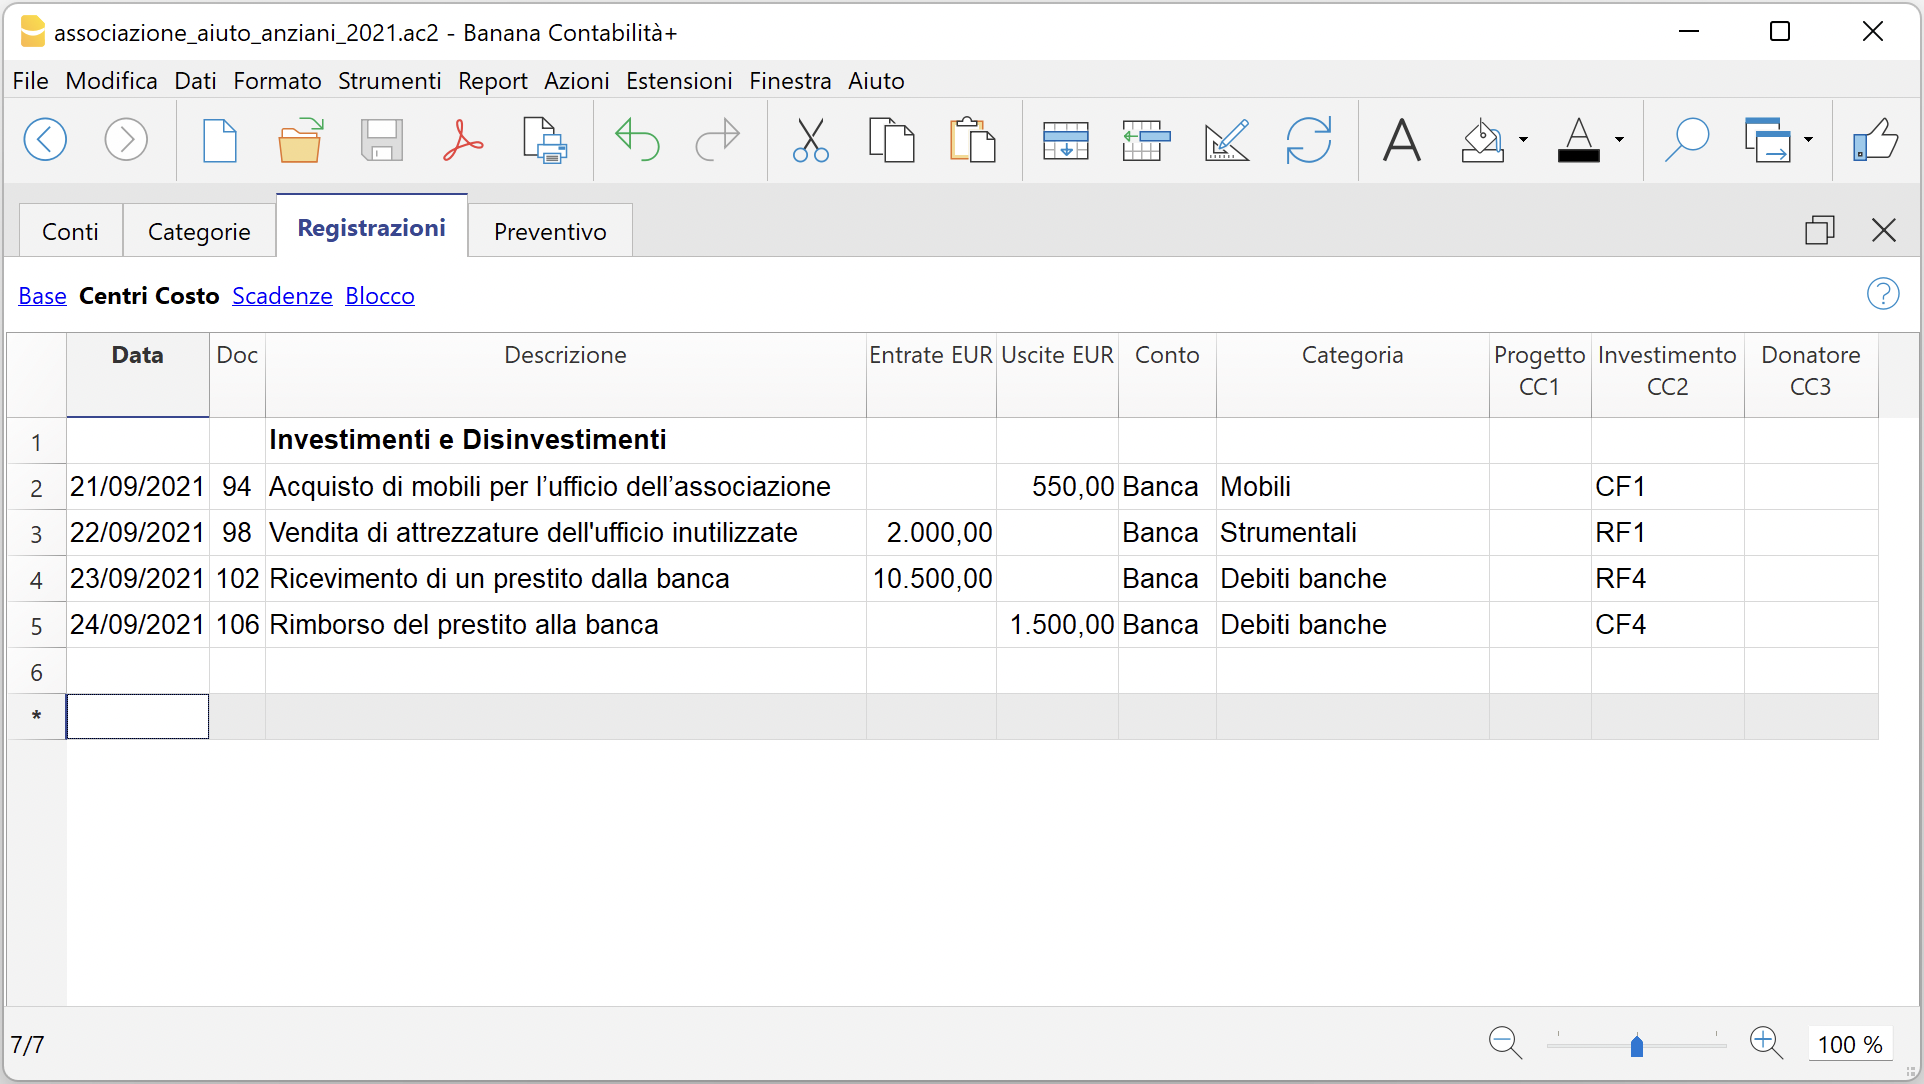 associazione_aiuto_anziani_2021.ac2 - Banana Contabilità+
File Modifica Dati Formato Strumenti Report Azioni Estensioni Finestra Aiuto
Conti Categorie Registrazioni Preventivo
Base Centri Costo Scadenze Blocco
Data Doc Descrizione Entrate EUR Uscite EUR Conto Categoria Progetto CC1 Investimento CC2 Donatore CC3
1 Investimenti e Disinvestimenti
2 21/09/2021 94 Acquisto di mobili per l’ufficio dell’associazione 550,00 Banca Mobili CF1
3 22/09/2021 98 Vendita di attrezzature dell'ufficio inutilizzate 2.000,00 Banca Strumentali RF1
4 23/09/2021 102 Ricevimento di un prestito dalla banca 10.500,00 Banca Debiti banche RF4
5 24/09/2021 106 Rimborso del prestito alla banca 1.500,00 Banca Debiti banche CF4
6
*
7/7 100 %